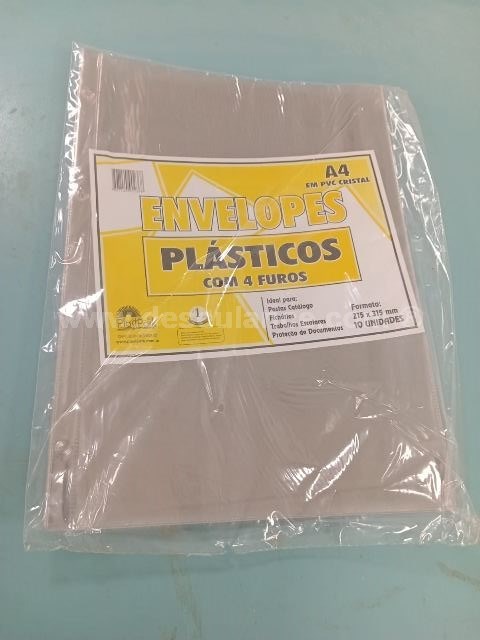 A4
EM PVC CRISTAL
ENVELOPES
PLÁSTICOS
COM 4 FUROS
Ideal para:
Pastas Catálogo
Fichários
Trabalhos Escolares
Proteção de Documentos
Formato:
215 x 315 mm
10 UNIDADES